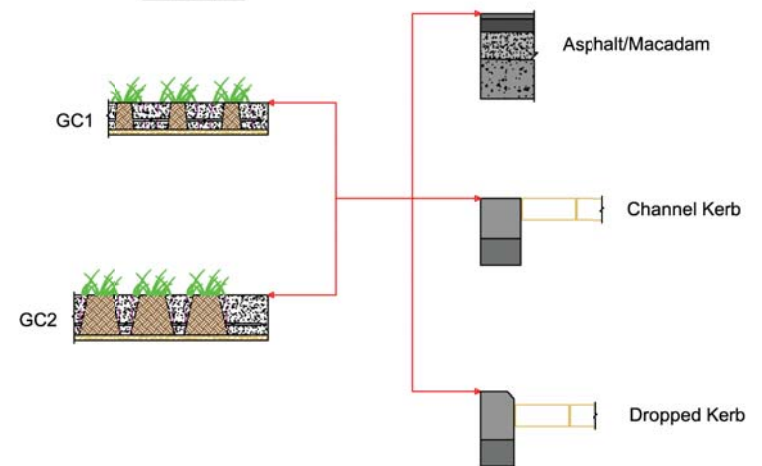 Asphalt/Macadam
GC1
Channel Kerb
GC2
Dropped Kerb